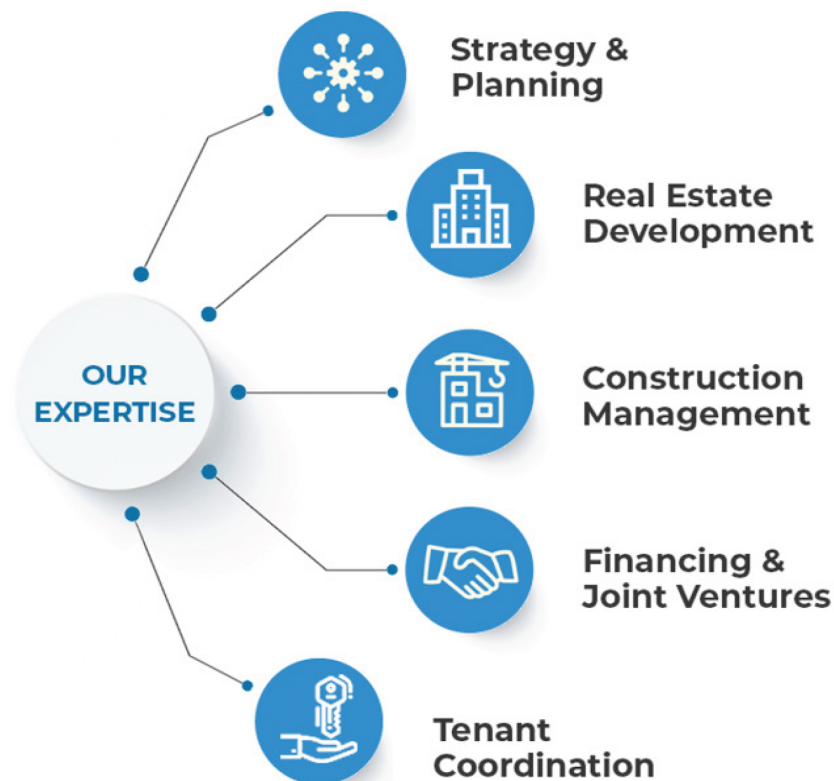 Strategy &
Planning
Real Estate
Development
OUR
EXPERTISE
Construction
Management
Financing &
Joint Ventures
Tenant
Coordination